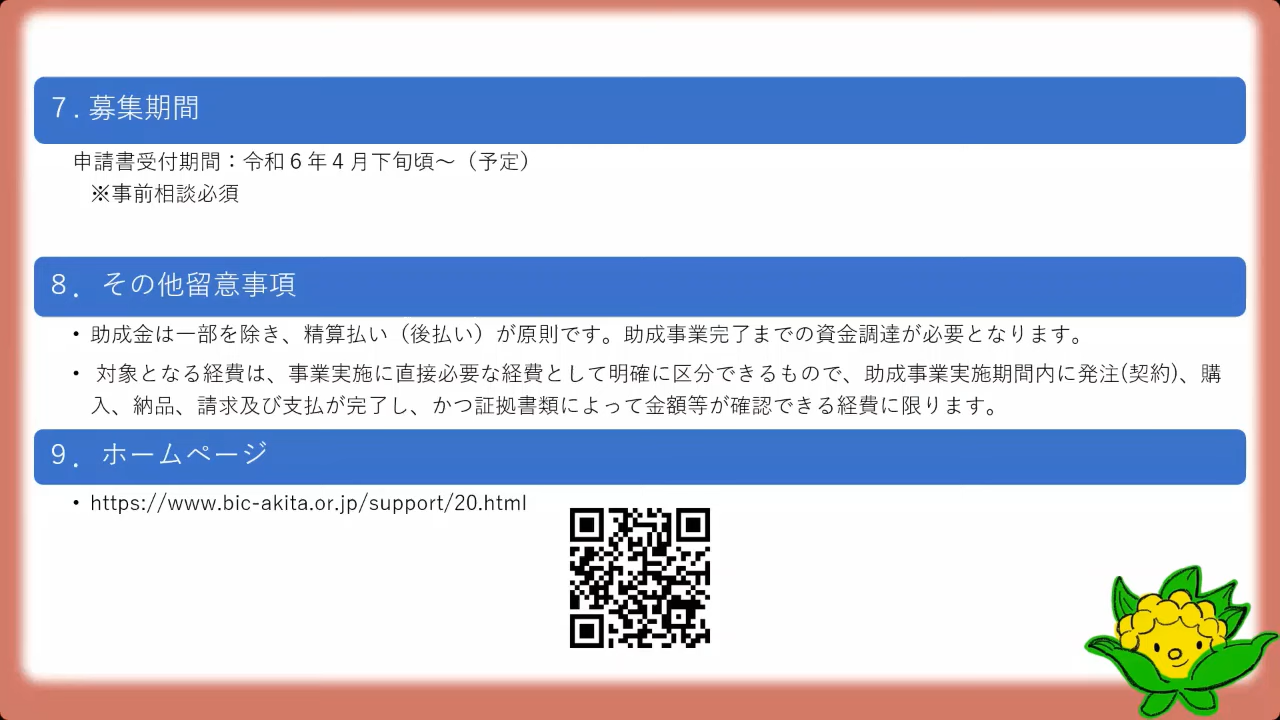 ７. 募集期間
申請書受付期間：令和６年４月下旬頃～（予定）
※事前相談必須
８． その他留意事項
• 助成金は一部を除き、精算払い（後払い）が原則です。助成事業完了までの資金調達が必要となります。
• 対象となる経費は、事業実施に直接必要な経費として明確に区分できるもので、助成事業実施期間内に発注(契約)、購
入、納品、請求及び支払が完了し、かつ証拠書類によって金額等が確認できる経費に限ります。
９． ホームページ
• https://www.bic-akita.or.jp/support/20.html